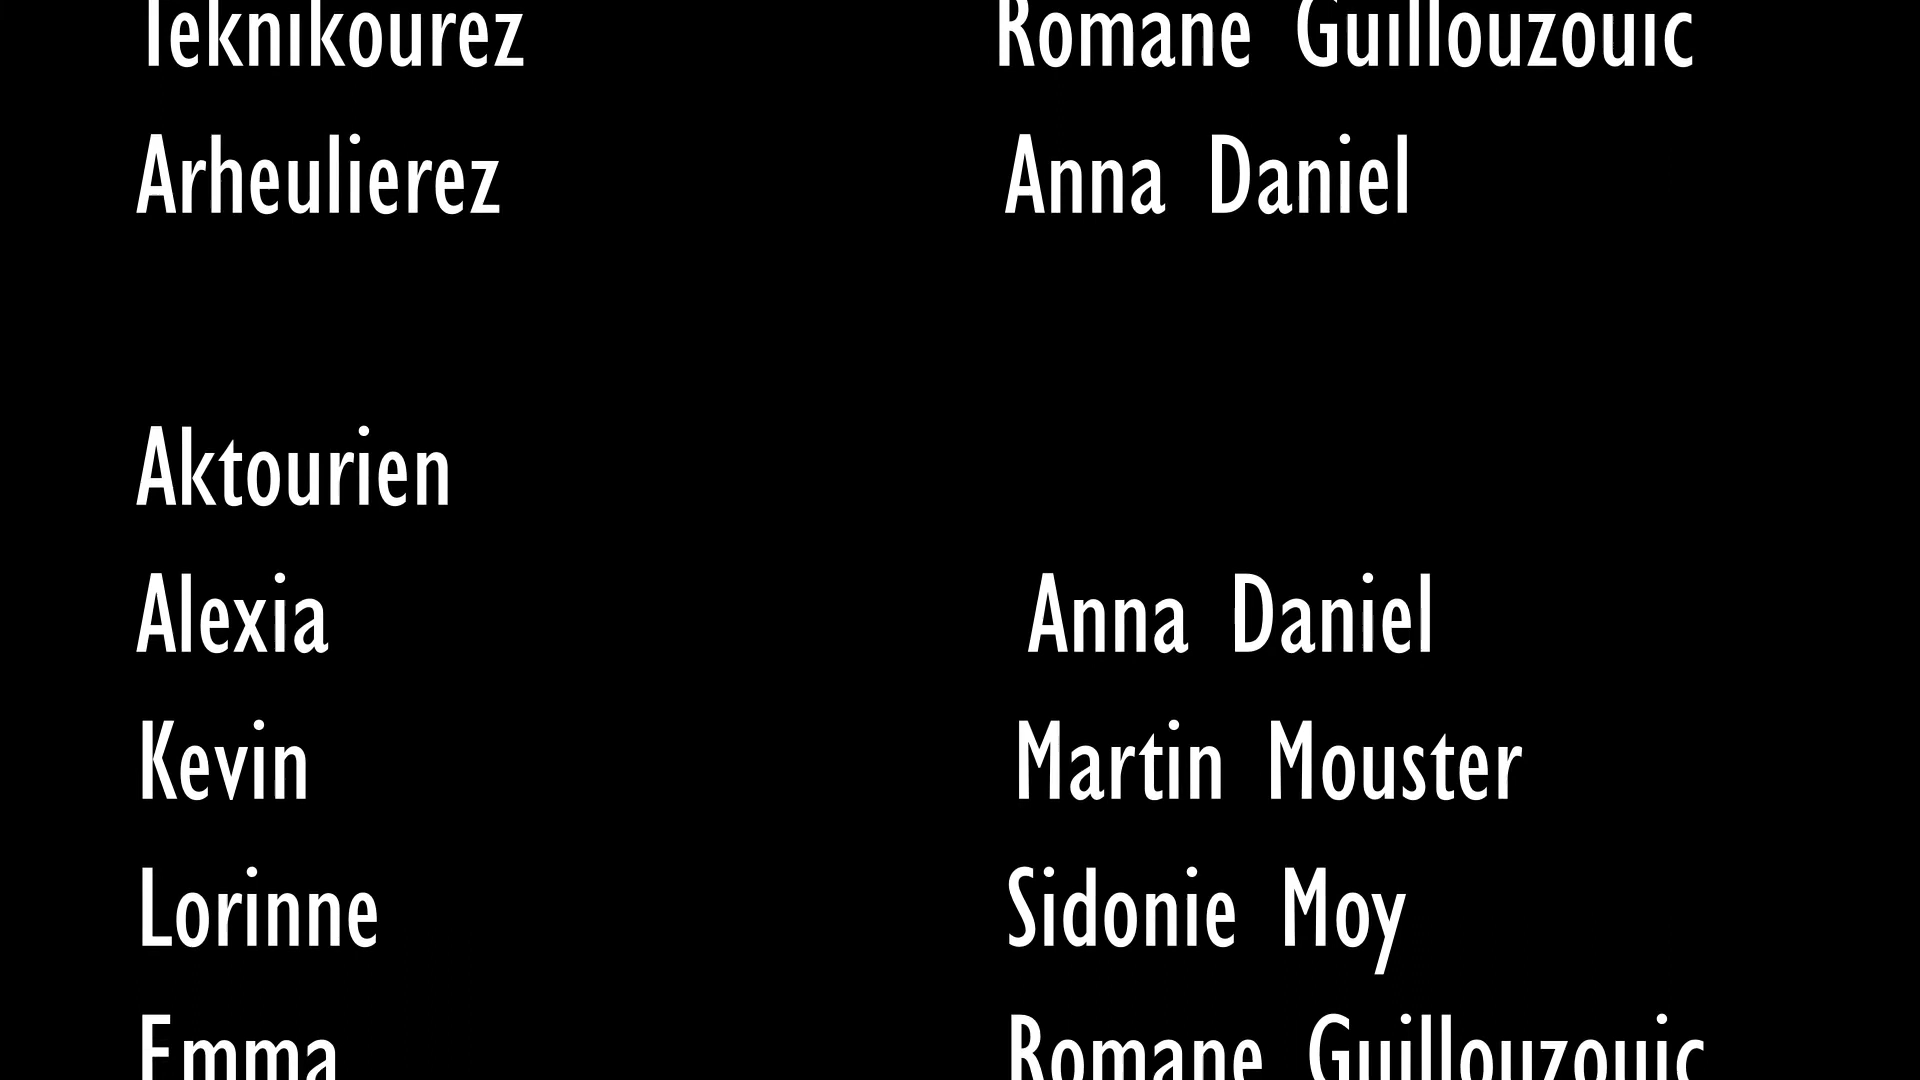 Teknikourez Romane Guillouzouic
Arheulierez Anna Daniel
Aktourien
Alexia Anna Daniel
Kevin Martin Mouster
Lorinne Sidonie Moy
Emma Romane Guillouzouic